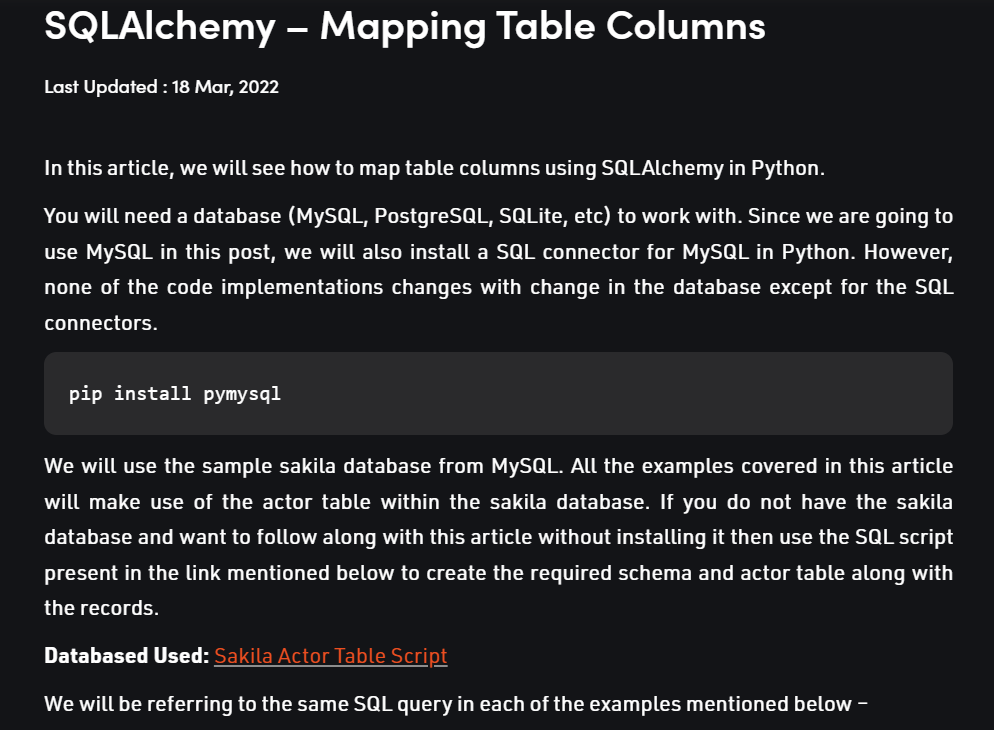 SQLAlchemy – Mapping Table Columns
Last Updated : 18 Mar, 2022
In this article, we will see how to map table columns using SQLAlchemy in Python.
You will need a database (MySQL, PostgreSQL, SQLite, etc) to work with. Since we are going to
use MySQL in this post, we will also install a SQL connector for MySQL in Python. However,
none of the code implementations changes with change in the database except for the SQL
connectors.
pip install pymysql
We will use the sample sakila database from MySQL. All the examples covered in this article
will make use of the actor table within the sakila database. If you do not have the sakila
database and want to follow along with this article without installing it then use the SQL script
present in the link mentioned below to create the required schema and actor table along with
the records.
Databased Used: Sakila Actor Table Script
We will be referring to the same SQL query in each of the examples mentioned below –